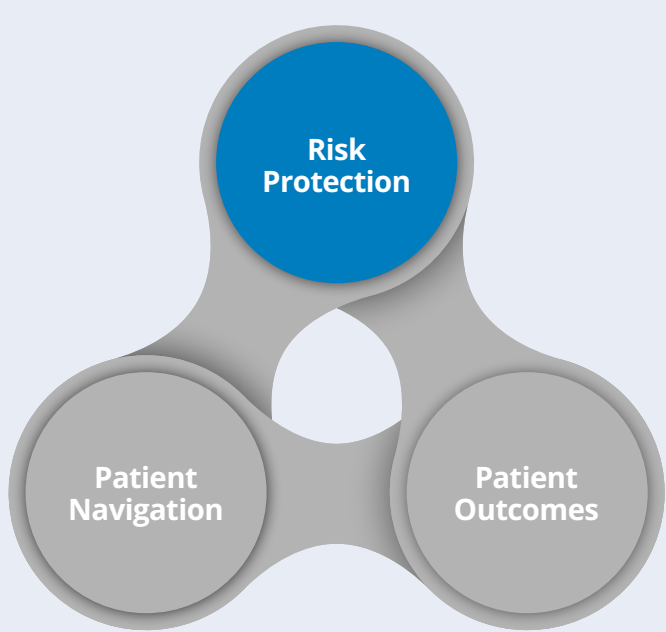 Risk
Protection
Patient
Navigation
Patient
Outcomes